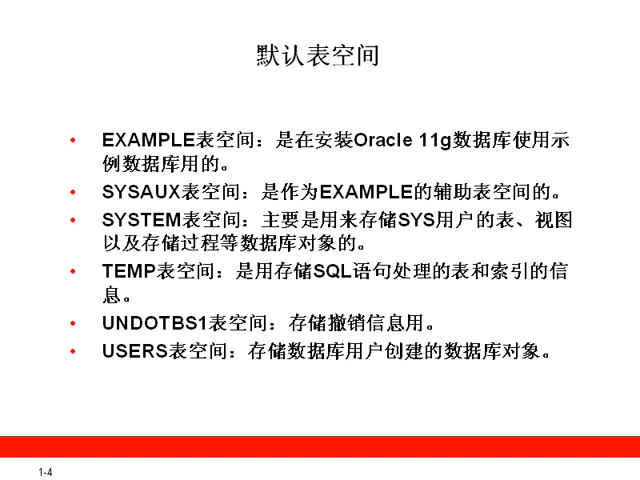 默认表空间
• EXAMPLE表空间：是在安装Oracle 11g数据库使用示
例数据库用的。
• SYSAUX表空间：是作为EXAMPLE的辅助表空间的。
• SYSTEM表空间：主要是用来存储SYS用户的表、视图
以及存储过程等数据库对象的。
• TEMP表空间：是用存储SQL语句处理的表和索引的信
息。
• UNDOTBS1表空间：存储撤销信息用。
• USERS表空间：存储数据库用户创建的数据库对象。
1-4